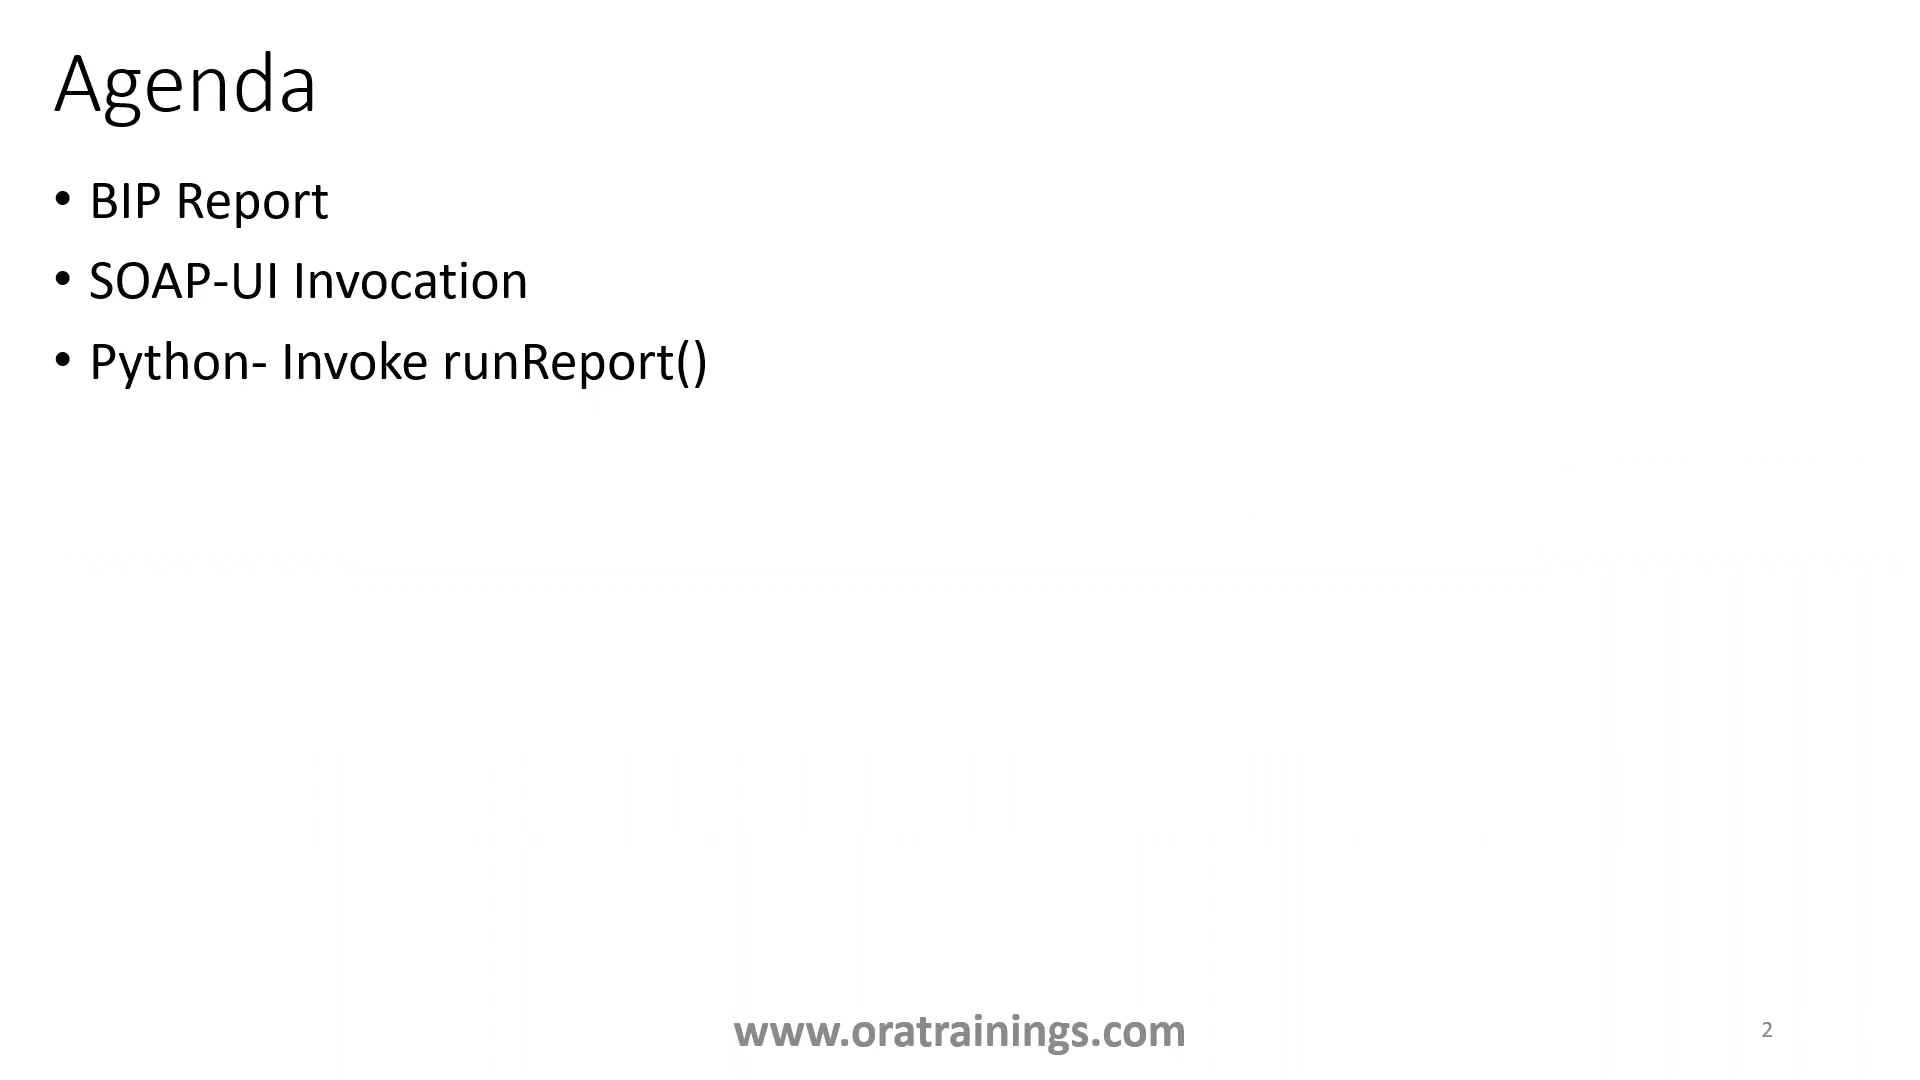 Agenda
• BIP Report
• SOAP-UI Invocation
• Python- Invoke runReport()
www.oratrainings.com
2